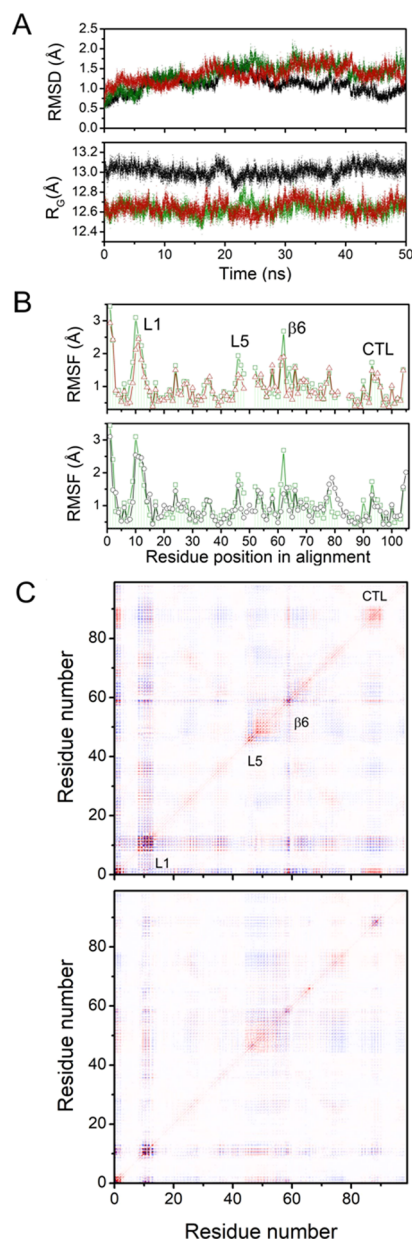 A
RMSD (Å)
2.5
2.0
1.5
1.0
0.5
0.0
R_G(Å)
13.2
13.0
12.8
12.6
12.4
0 10 20 30 40 50
Time (ns)
B
RMSF (Å)
3
2
1
L1
L5
β6
CTL
RMSF (Å)
3
2
1
0 10 20 30 40 50 60 70 80 90 100
Residue position in alignment
C
Residue number
80
60
40
20
0
CTL
β6
L5
L1
Residue number
80
60
40
20
0
0 20 40 60 80
Residue number